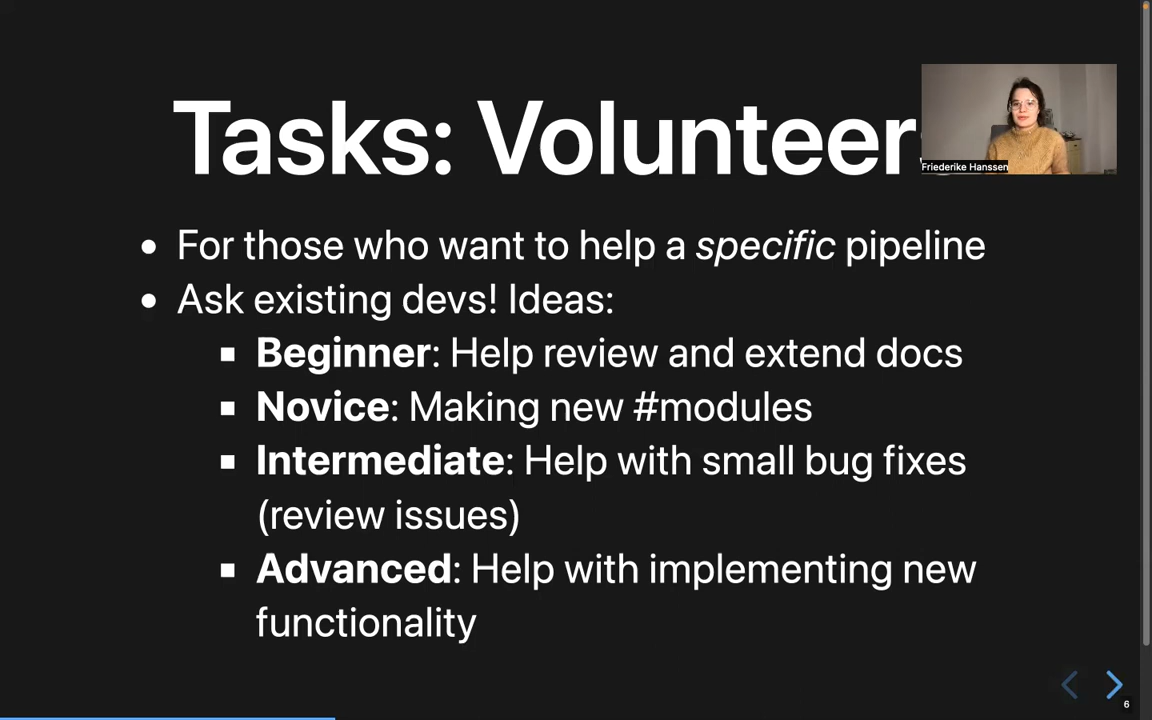 Tasks: Volunteer
Friederike Hanssen
For those who want to help a specific pipeline
Ask existing devs! Ideas:
Beginner: Help review and extend docs
Novice: Making new #modules
Intermediate: Help with small bug fixes
(review issues)
Advanced: Help with implementing new
functionality
6